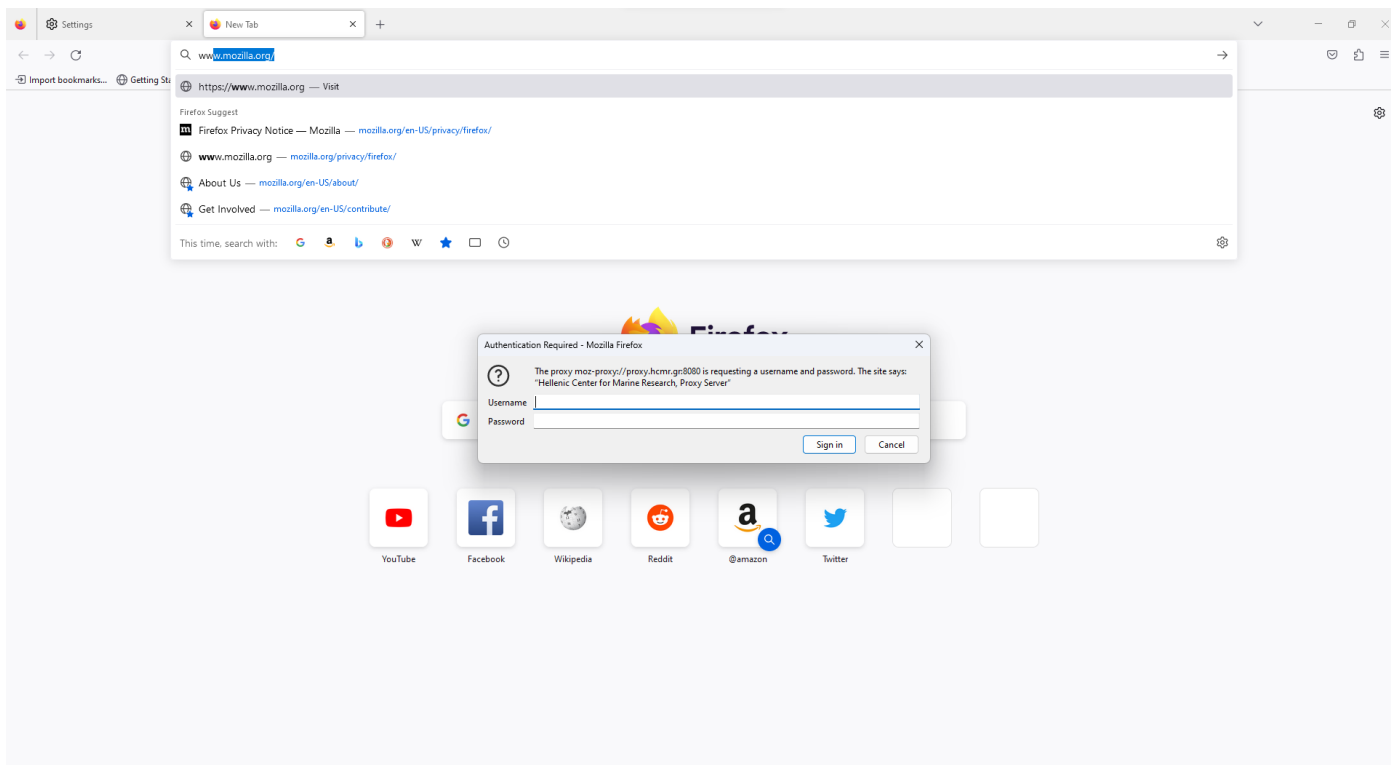 Settings
New Tab
www.mozilla.org/
Import bookmarks...
Getting Sta
https://www.mozilla.org — Visit
Firefox Suggest
Firefox Privacy Notice — Mozilla — mozilla.org/en-US/privacy/firefox/
www.mozilla.org — mozilla.org/privacy/firefox/
About Us — mozilla.org/en-US/about/
Get Involved — mozilla.org/en-US/contribute/
This time, search with:
Firefox
Authentication Required - Mozilla Firefox
The proxy moz-proxy://proxy.hcmr.gr:8080 is requesting a username and password. The site says:
"Hellenic Center for Marine Research, Proxy Server"
Username
Password
Sign in
Cancel
YouTube
Facebook
Wikipedia
Reddit
@amazon
Twitter